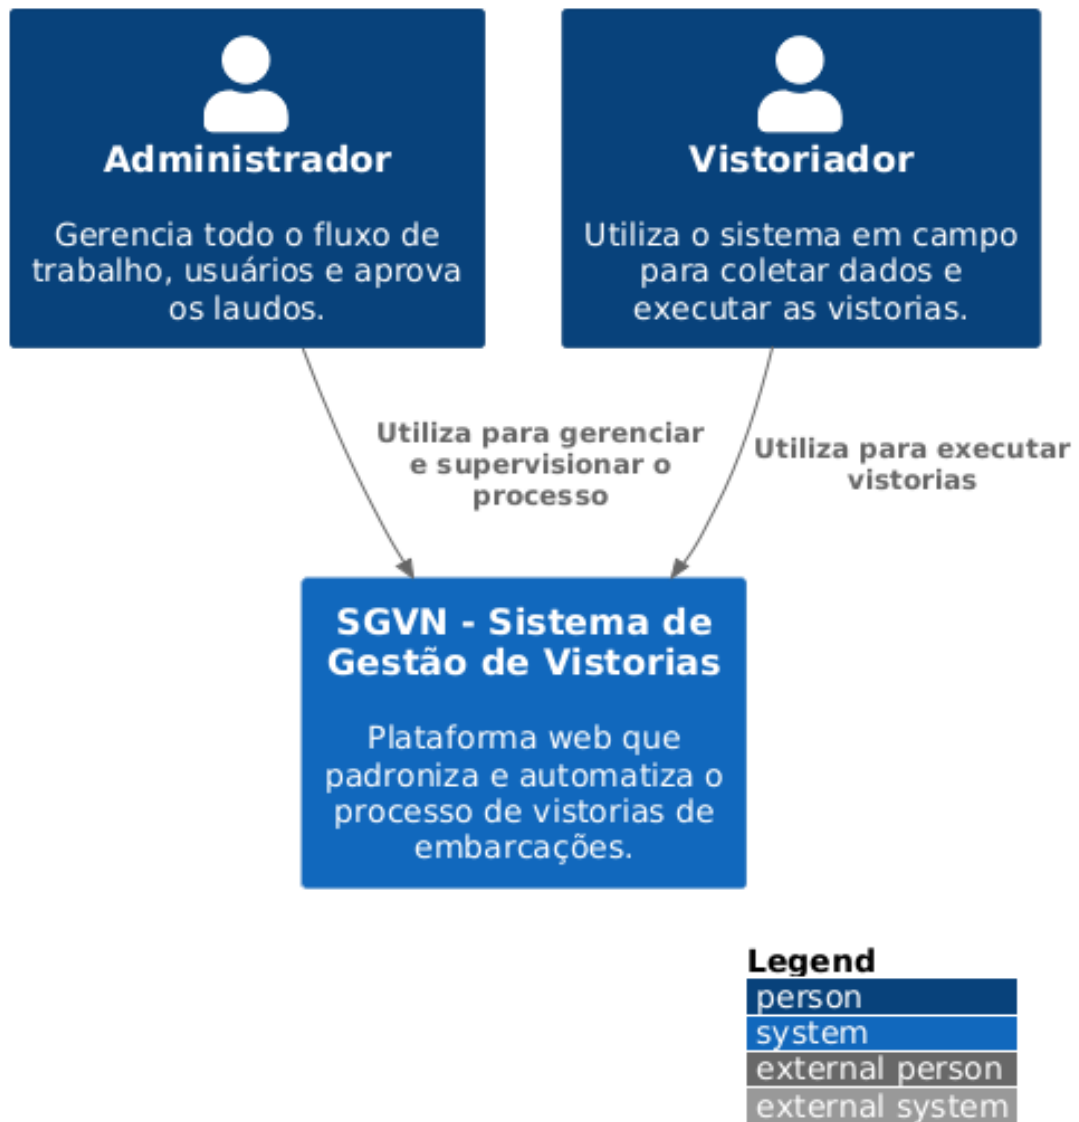 Administrador
Gerencia todo o fluxo de
trabalho, usuários e aprova
os laudos.
Vistoriador
Utiliza o sistema em campo
para coletar dados e
executar as vistorias.
Utiliza para gerenciar
e supervisionar o
processo
Utiliza para executar
vistorias
SGVN - Sistema de
Gestão de Vistorias
Plataforma web que
padroniza e automatiza o
processo de vistorias de
embarcações.
Legend
person
system
external person
external system